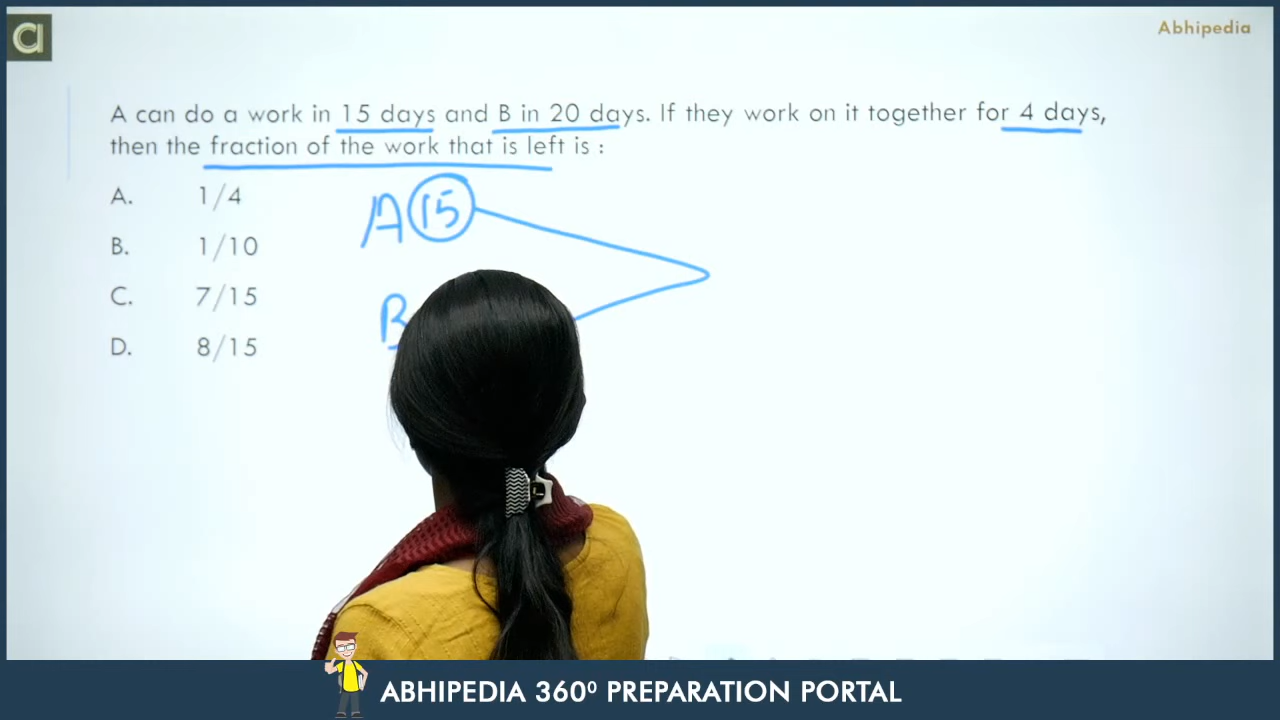 a
Abhipedia
A can do a work in 15 days and B in 20 days. If they work on it together for 4 days,
then the fraction of the work that is left is :
A. 1/4
A 15
B. 1/10
C. 7/15
B
D. 8/15
ABHIPEDIA 360⁰ PREPARATION PORTAL